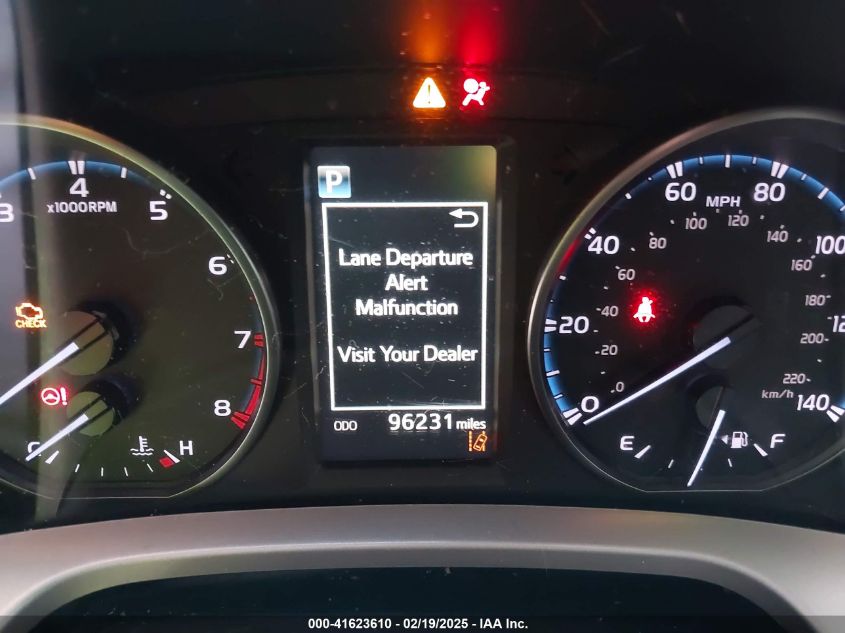 P
Lane Departure
Alert
Malfunction
Visit Your Dealer
ODO 96231 miles
3 4 5 6 7 8
x1000RPM
CHECK
H
0 20 40 60 80 100 140
MPH
0 20 40 60 80 100 120 140 160 180 200 220
km/h
E F
000-41623610 - 02/19/2025 - IAA Inc.